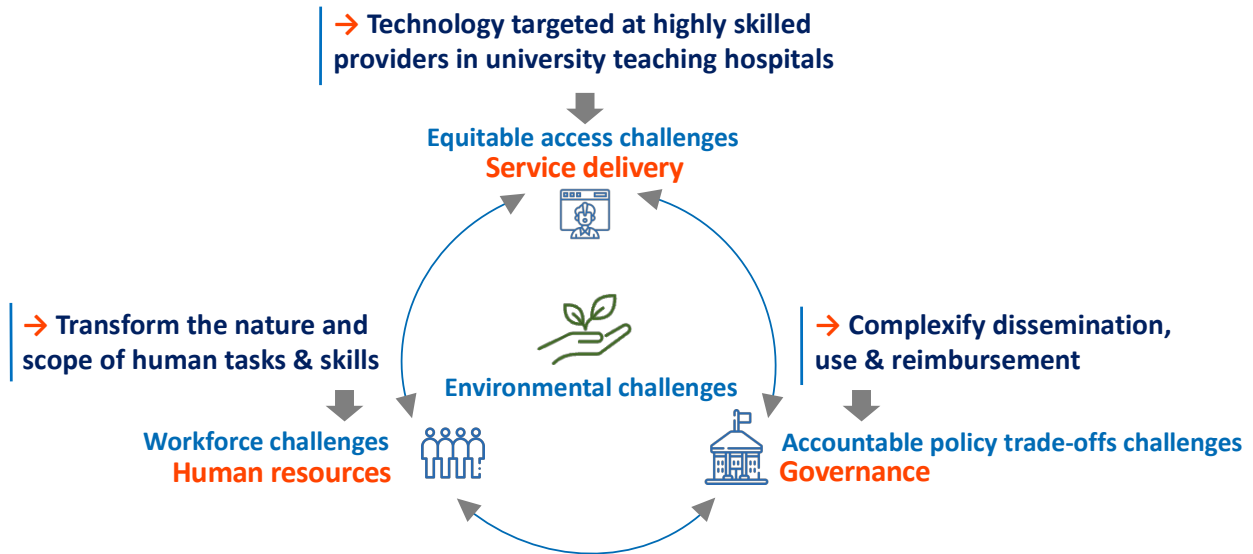 → Technology targeted at highly skilled
providers in university teaching hospitals
Equitable access challenges
Service delivery
→ Transform the nature and
scope of human tasks & skills
→ Complexify dissemination,
use & reimbursement
Environmental challenges
Workforce challenges
Human resources
Accountable policy trade-offs challenges
Governance